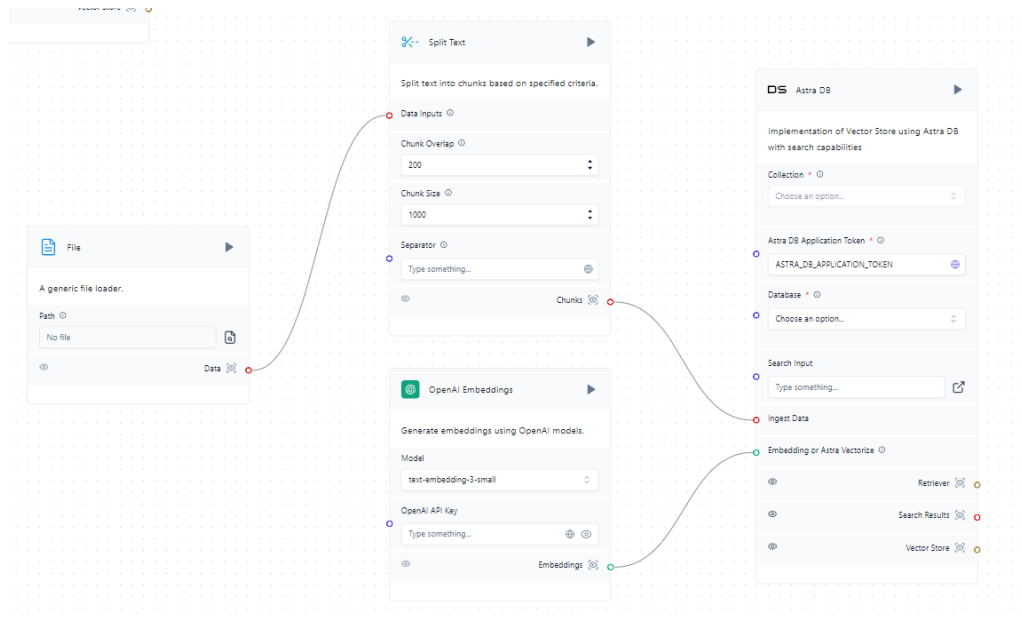 Vector Store
Split Text
Split text into chunks based on specified criteria.
Data Inputs
Chunk Overlap
200
Chunk Size
1000
Separator
Type something...
Chunks
File
A generic file loader.
Path
No file
Data
OpenAI Embeddings
Generate embeddings using OpenAI models.
Model
text-embedding-3-small
OpenAI API Key
Type something...
Embeddings
DS Astra DB
Implementation of Vector Store using Astra DB
with search capabilities
Collection *
Choose an option...
Astra DB Application Token *
ASTRA_DB_APPLICATION_TOKEN
Database *
Choose an option...
Search Input
Type something...
Ingest Data
Embedding or Astra Vectorize
Retriever
Search Results
Vector Store